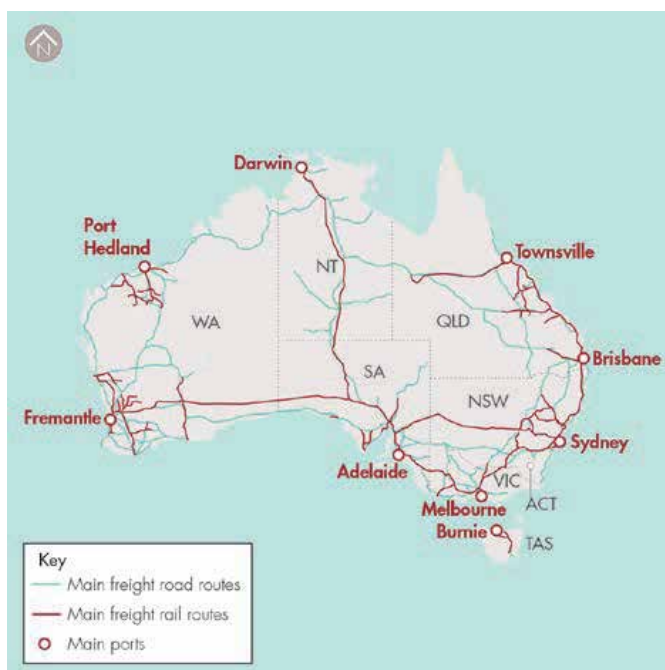 N
Darwin
Port
Hedland
NT
Townsville
WA
QLD
Brisbane
SA
NSW
Fremantle
Sydney
Adelaide
VIC
Melbourne
ACT
Burnie
TAS
Key
Main freight road routes
Main freight rail routes
Main ports